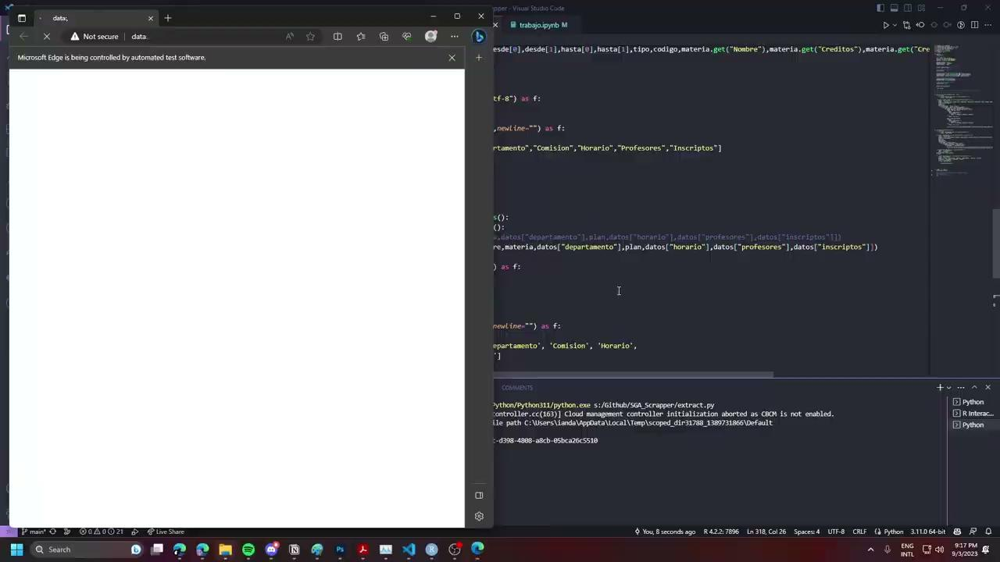 data:,
scrapper - Visual Studio Code
Not secure
data:
trabajo.ipynb M
Microsoft Edge is being controlled by automated test software.
esde[0],desde[1],hasta[0],hasta[1],tipo,codigo,materia.get("Nombre"),materia.get("Creditos"),materia.get("Cre
tf-8") as f:
,newline="") as f:
rtamento","Comision","Horario","Profesores","Inscriptos"]
s():
():
,datos["departamento"],plan,datos["horario"],datos["profesores"],datos["inscriptos"]])
re,materia,datos["departamento"],plan,datos["horario"],datos["profesores"],datos["inscriptos"]])
) as f:
newline="") as f:
epartamento', 'Comision', 'Horario',
']
COMMENTS
Python/Python311/python.exe s:/Github/SGA_Scrapper/extract.py
controller.cc(163)] Cloud management controller initialization aborted as CBCM is not enabled.
le path C:\Users\ianda\AppData\Local\Temp\scoped_dir31788_1389731866\Default
-d398-4808-a8cb-05bca26c5510
Python
R Interac...
Python
main*
0 0 21
Live Share
You, 8 seconds ago
R 4.2.2: 7896
Ln 318, Col 26
Spaces: 4
UTF-8
CRLF
Python
3.11.0 64-bit
Search
ENG
INTL
9:17 PM
9/3/2023